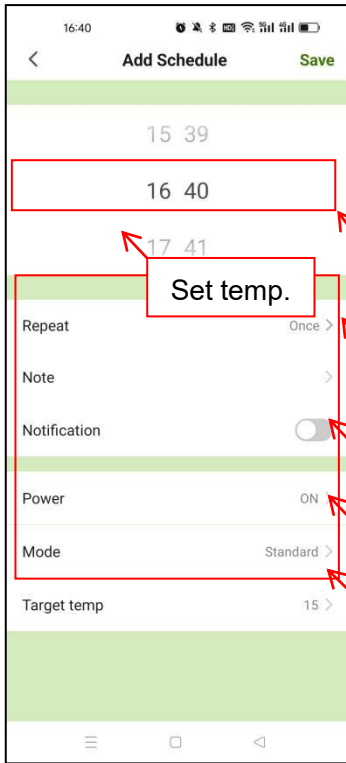 16:40
Add Schedule Save
15 39
16 40
17 41
Set temp.
Repeat Once
Note
Notification
Power ON
Mode Standard
Target temp 15